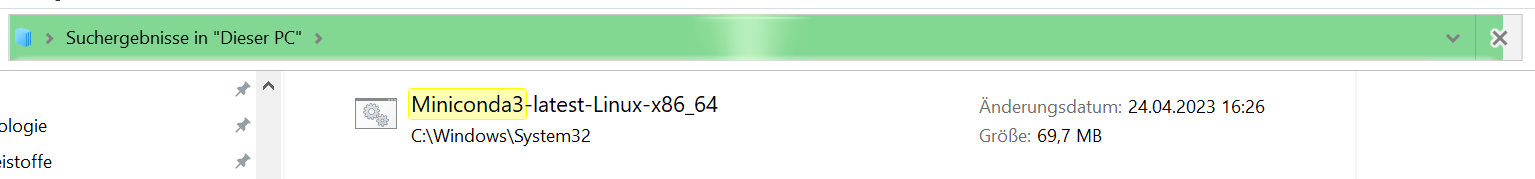 Suchergebnisse in "Dieser PC"
Miniconda3-latest-Linux-x86_64
Änderungsdatum: 24.04.2023 16:26
C:\Windows\System32
Größe: 69,7 MB
ologie
eistoffe